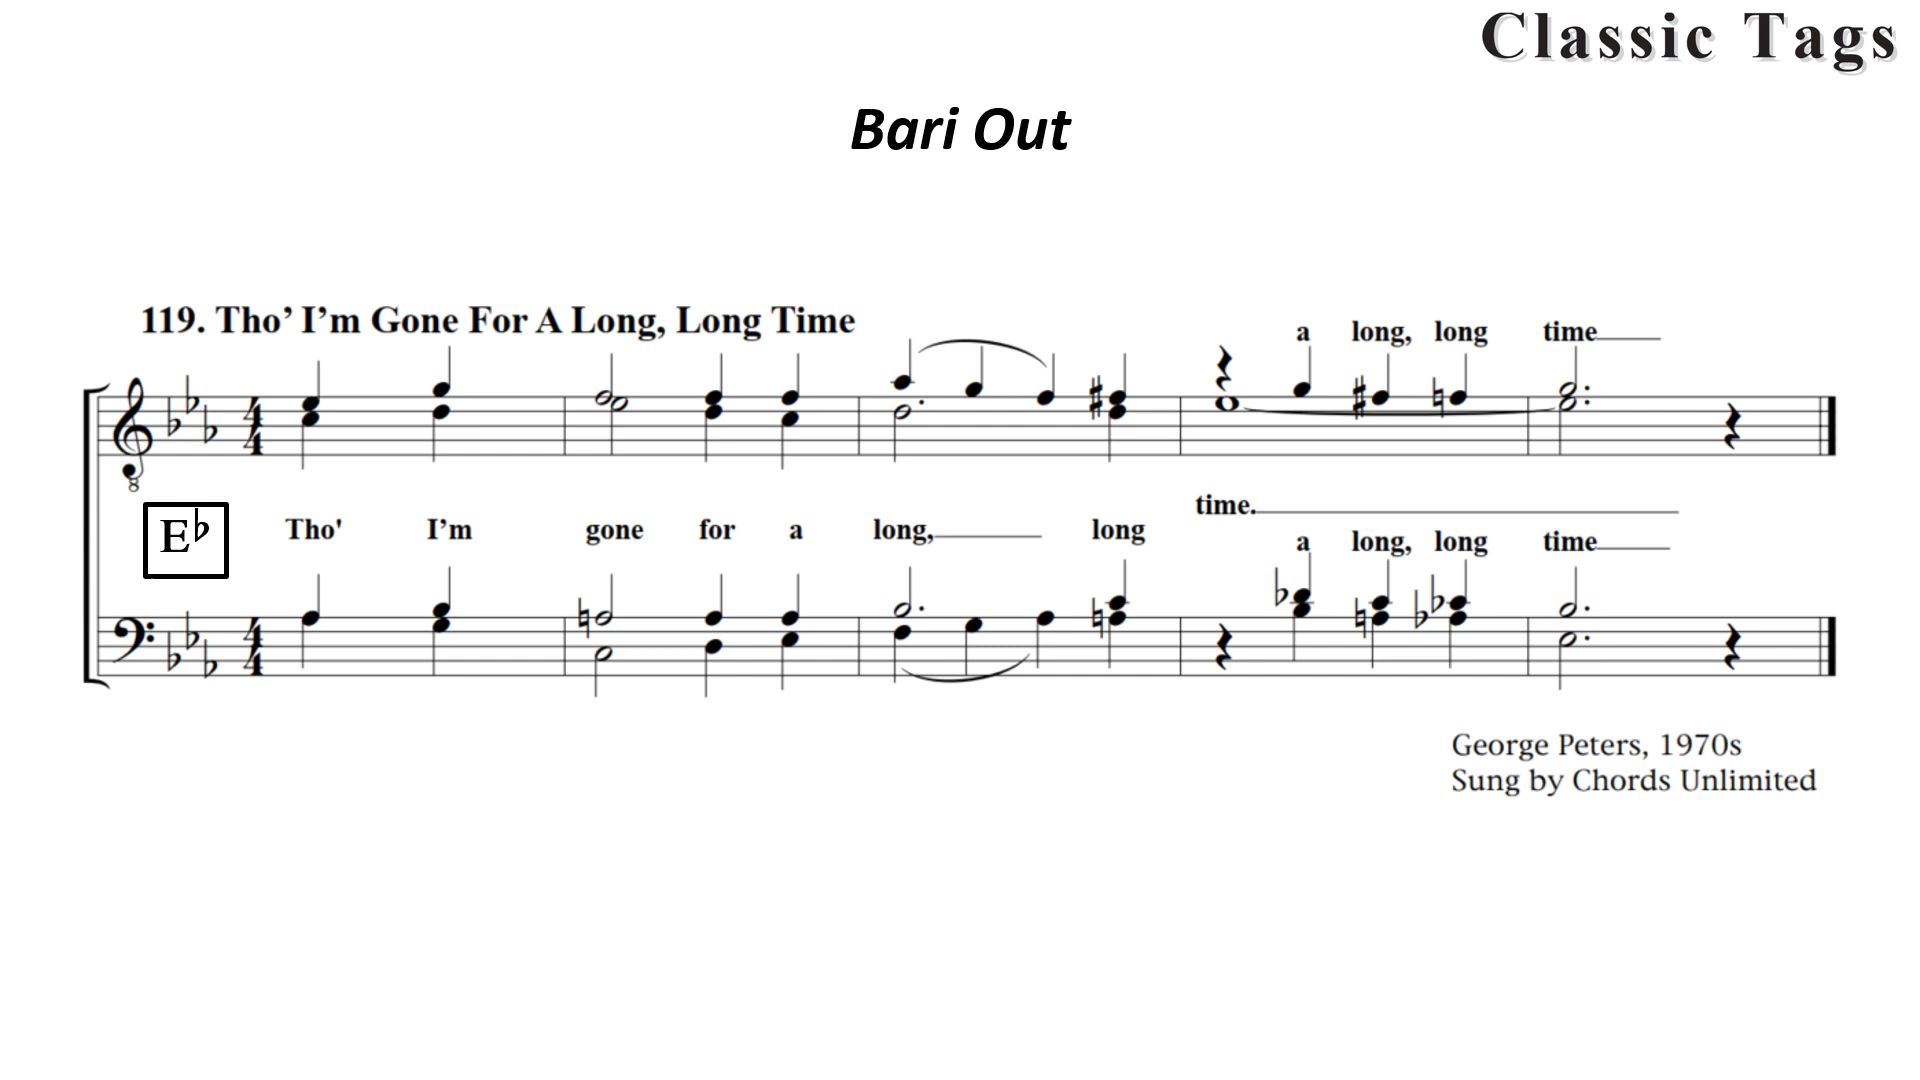 Classic Tags
Bari Out
119. Tho’ I’m Gone For A Long, Long Time
a long, long time
8
E♭
time.
Tho' I’m gone for a long, long
a long, long time
George Peters, 1970s
Sung by Chords Unlimited